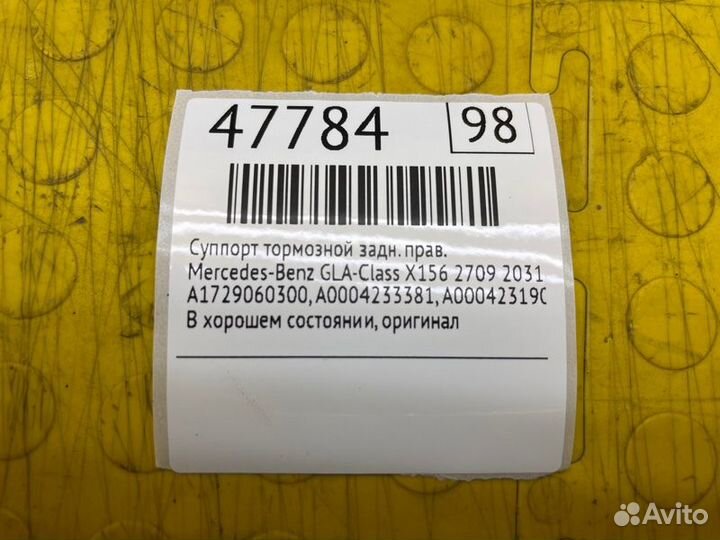 47784 98
Суппорт тормозной задн. прав.
Mercedes-Benz GLA-Class X156 2709 2031
A1729060300, A0004233381, A00042319C
В хорошем состоянии, оригинал
Avito